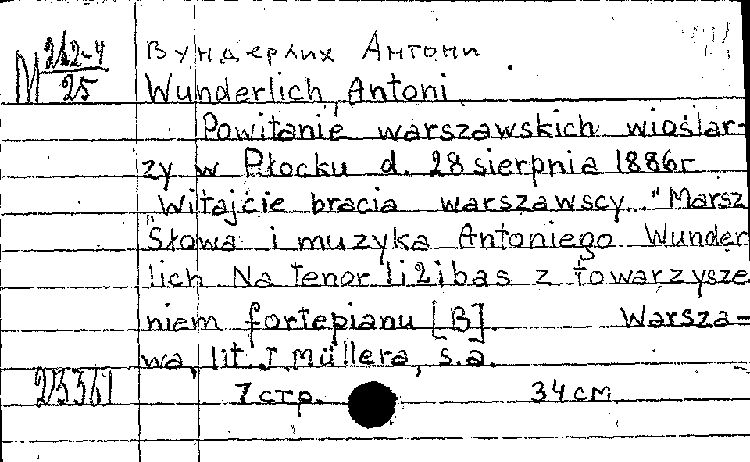 М 212-4/25
Вундерлих Антони
Wunderlich, Antoni
Powitanie warszawskich wioślar-
zy w Płocku d. 28 sierpnia 1886r
"Witajcie bracia warszawscy..." Marsz
Słowa i muzyka Antoniego Wunder
lich Na tenor 1 i 2 i bas z towarzysze
niem fortepianu [B]. Warsza-
wa, lit. J. Müllera, s.a.
7 стр. 34 см